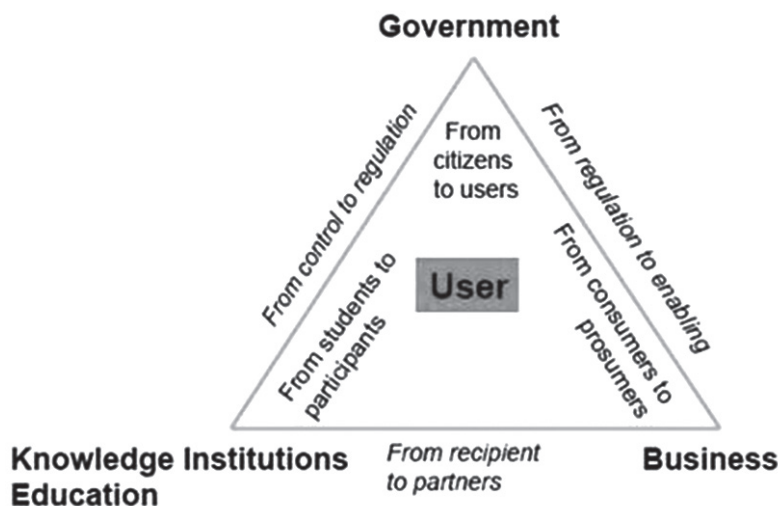 Government
From control to regulation
From regulation to enabling
From
citizens
to users
User
From students to
participants
From consumers to
prosumers
Knowledge Institutions
Education
From recipient
to partners
Business